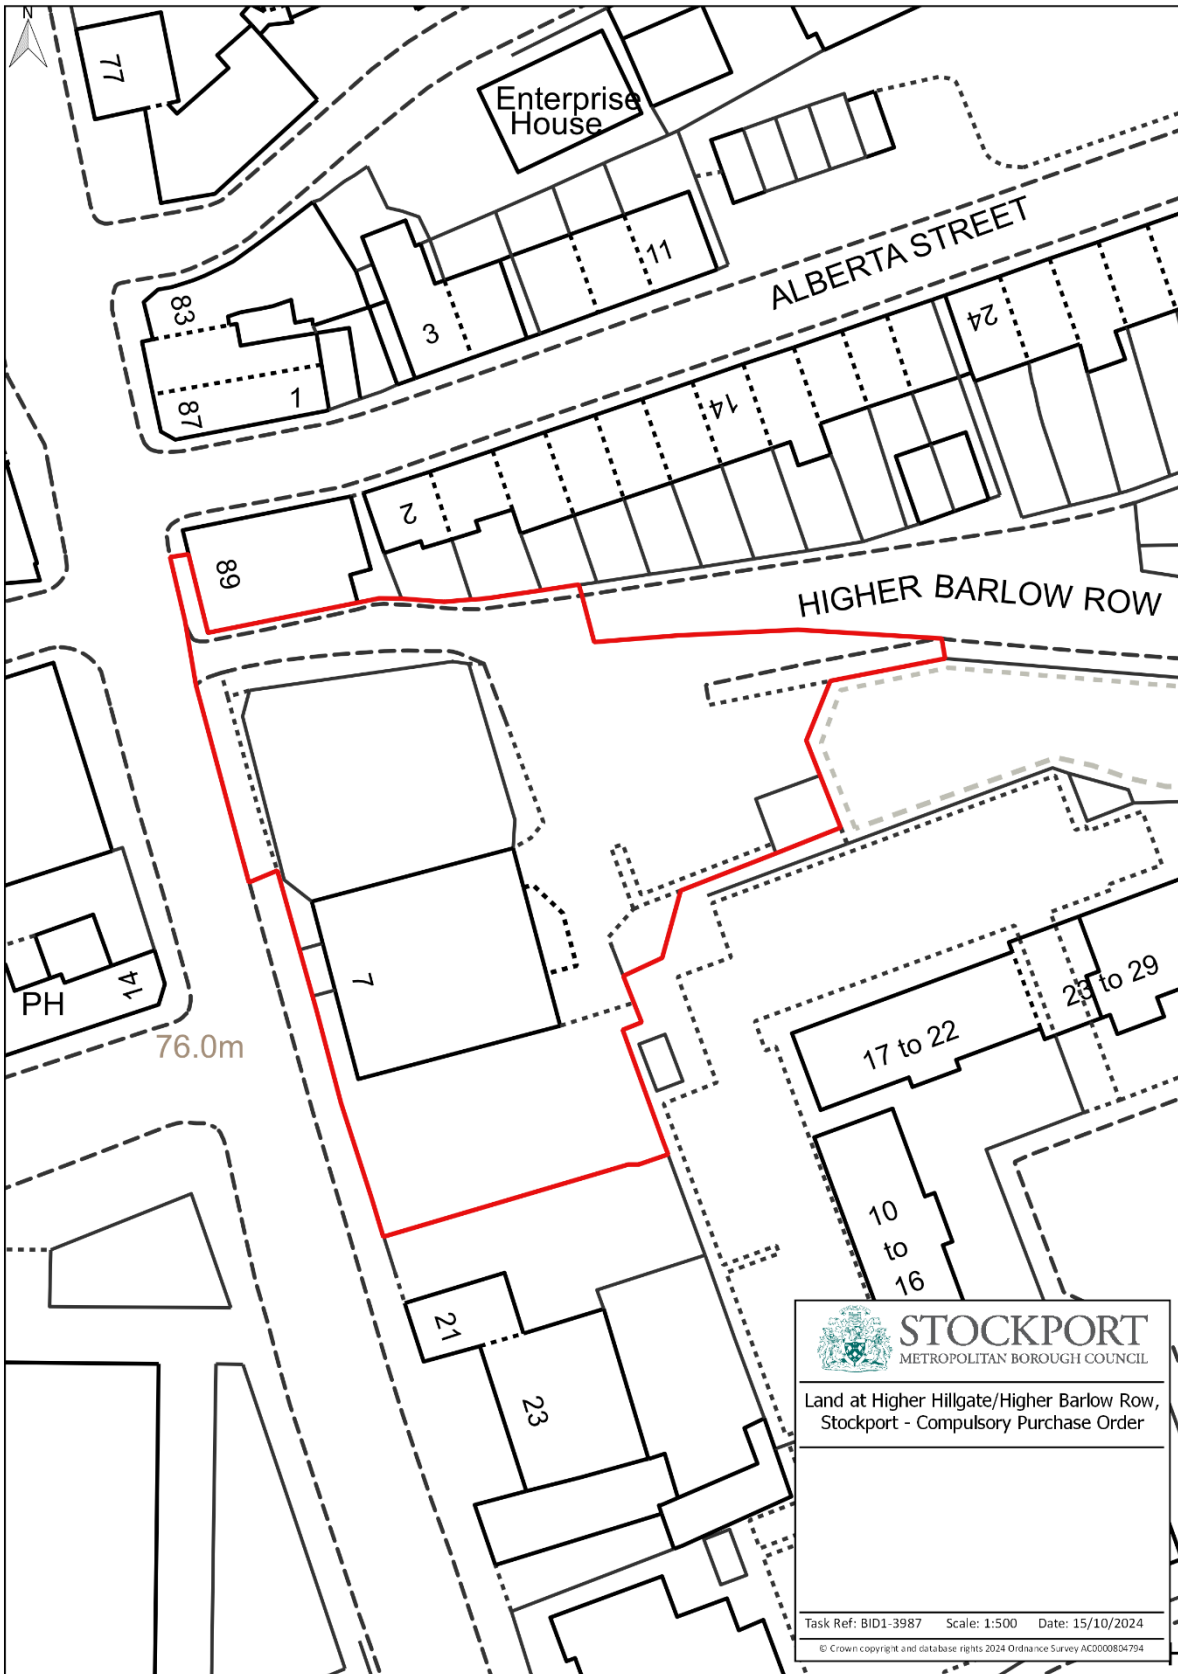 N
77
Enterprise
House
ALBERTA STREET
11
83
3
1
87
24
14
2
89
HIGHER BARLOW ROW
7
PH
14
76.0m
17 to 22
23 to 29
10
to
16
21
23
STOCKPORT
METROPOLITAN BOROUGH COUNCIL
Land at Higher Hillgate/Higher Barlow Row,
Stockport - Compulsory Purchase Order
Task Ref: BID1-3987 Scale: 1:500 Date: 15/10/2024
© Crown copyright and database rights 2024 Ordnance Survey AC0000804794